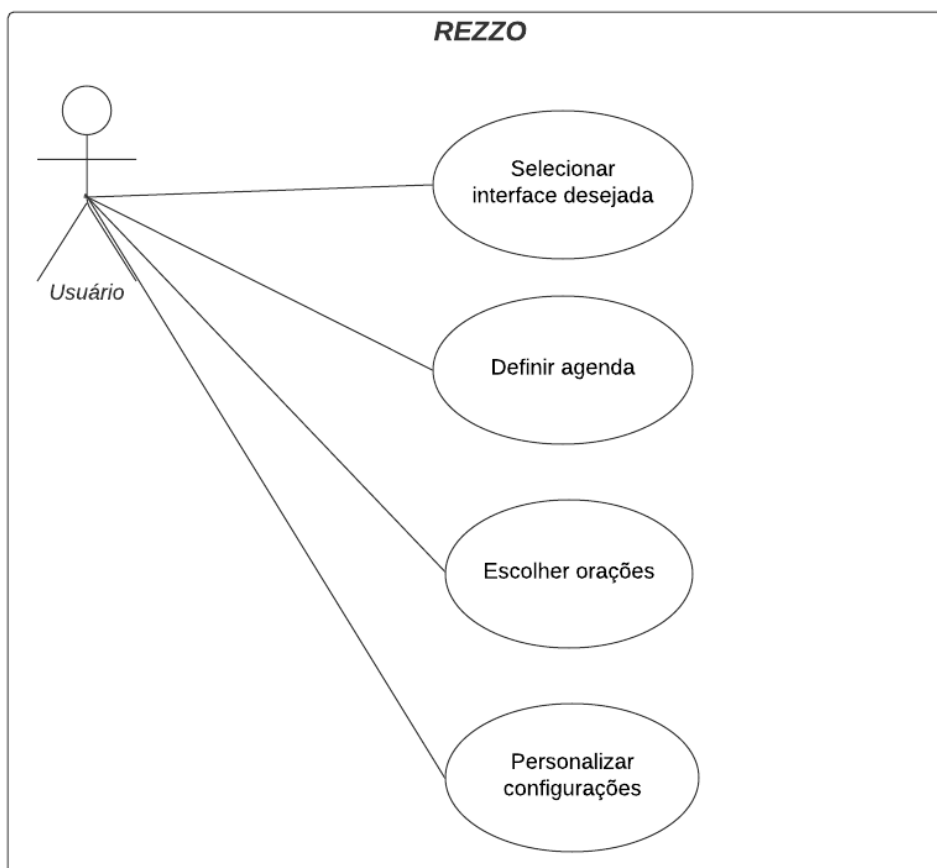 REZZO
Selecionar
interface desejada
Usuário
Definir agenda
Escolher orações
Personalizar
configurações